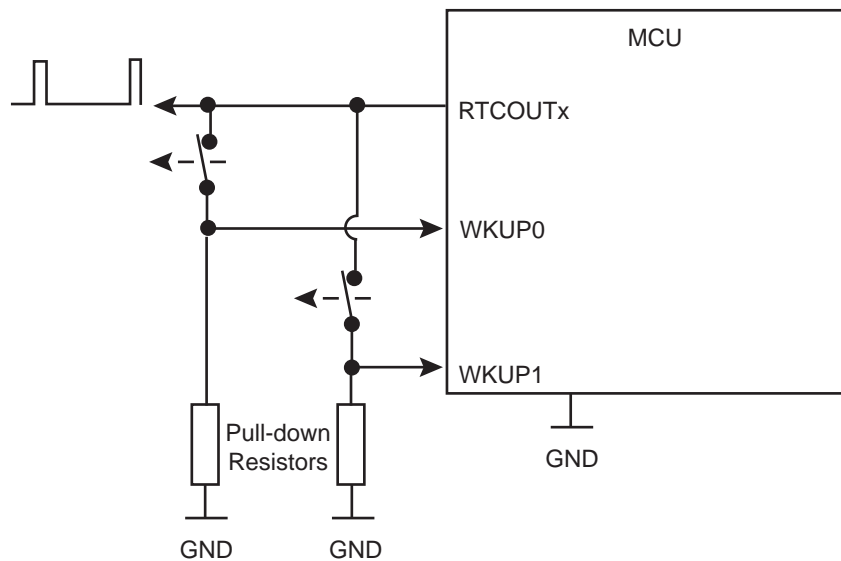 MCU
RTCOUTx
WKUP0
WKUP1
Pull-down
Resistors
GND
GND
GND